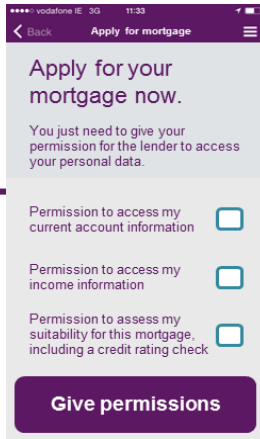 vodafone IE 3G 11:33
Back Apply for mortgage
Apply for your
mortgage now.
You just need to give your
permission for the lender to access
your personal data.
Permission to access my
current account information
Permission to access my
income information
Permission to assess my
suitability for this mortgage,
including a credit rating check
Give permissions